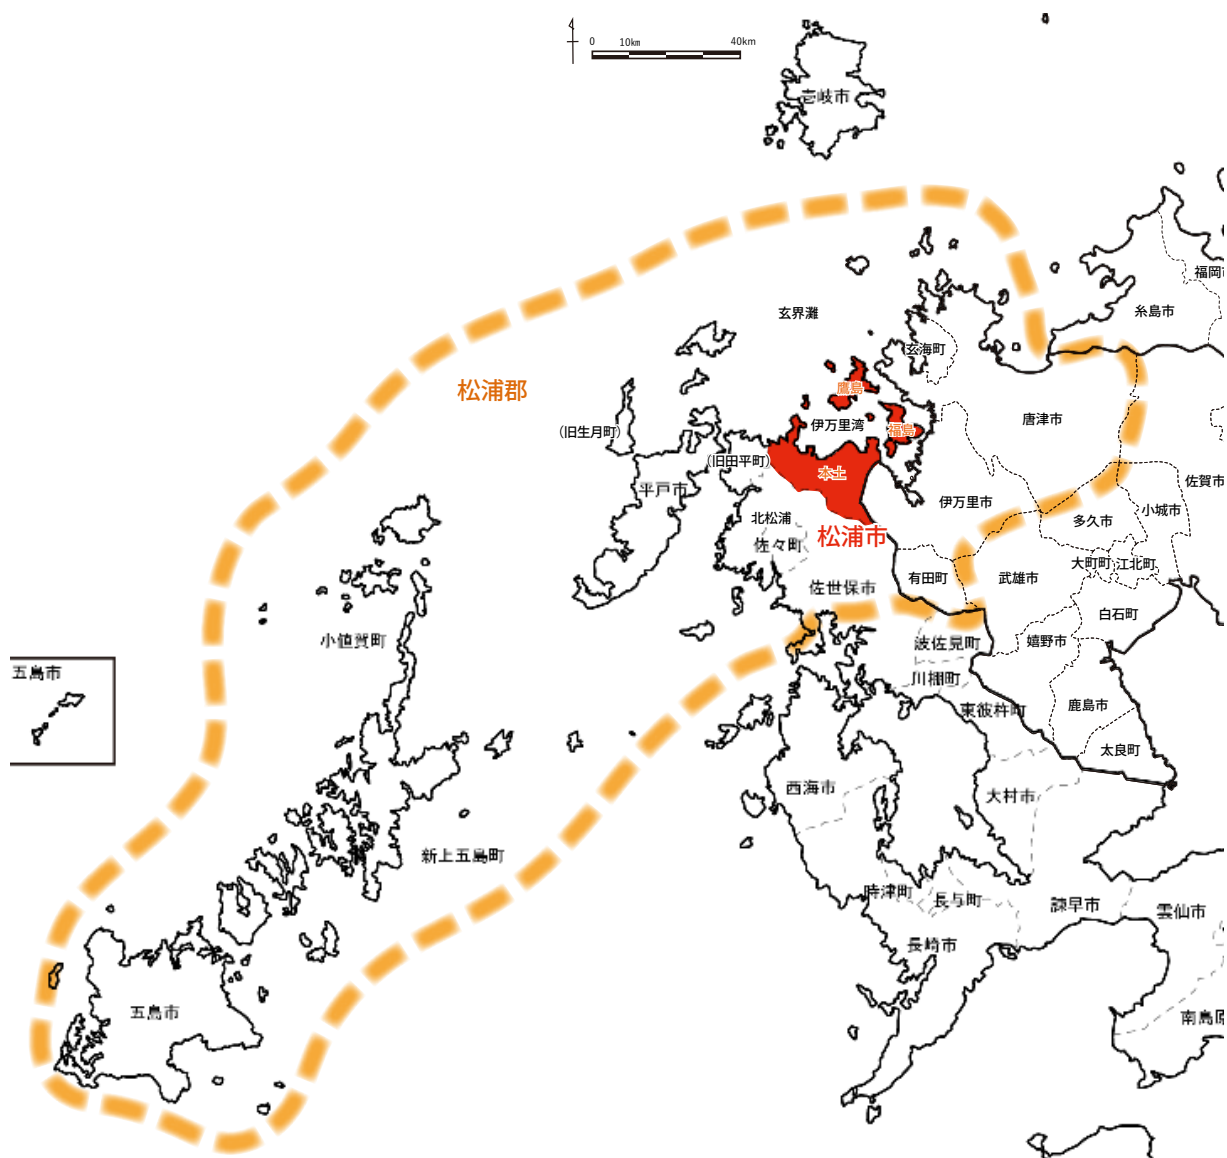 0 10km 40km
壱岐市
福岡
糸島市
玄界灘
玄海町
松浦郡
鷹島
唐津市
(旧生月町)
伊万里湾
福島
(旧田平町)
本土
平戸市
佐賀市
伊万里市
小城市
北松浦
多久市
松浦市
佐々町
大町町
江北町
有田町
武雄市
佐世保市
白石町
小値賀町
波佐見町
嬉野市
五島市
川棚町
東彼杵町
鹿島市
太良町
西海市
大村市
新上五島町
時津町
長与町
諫早市
雲仙市
長崎市
五島市
南島原